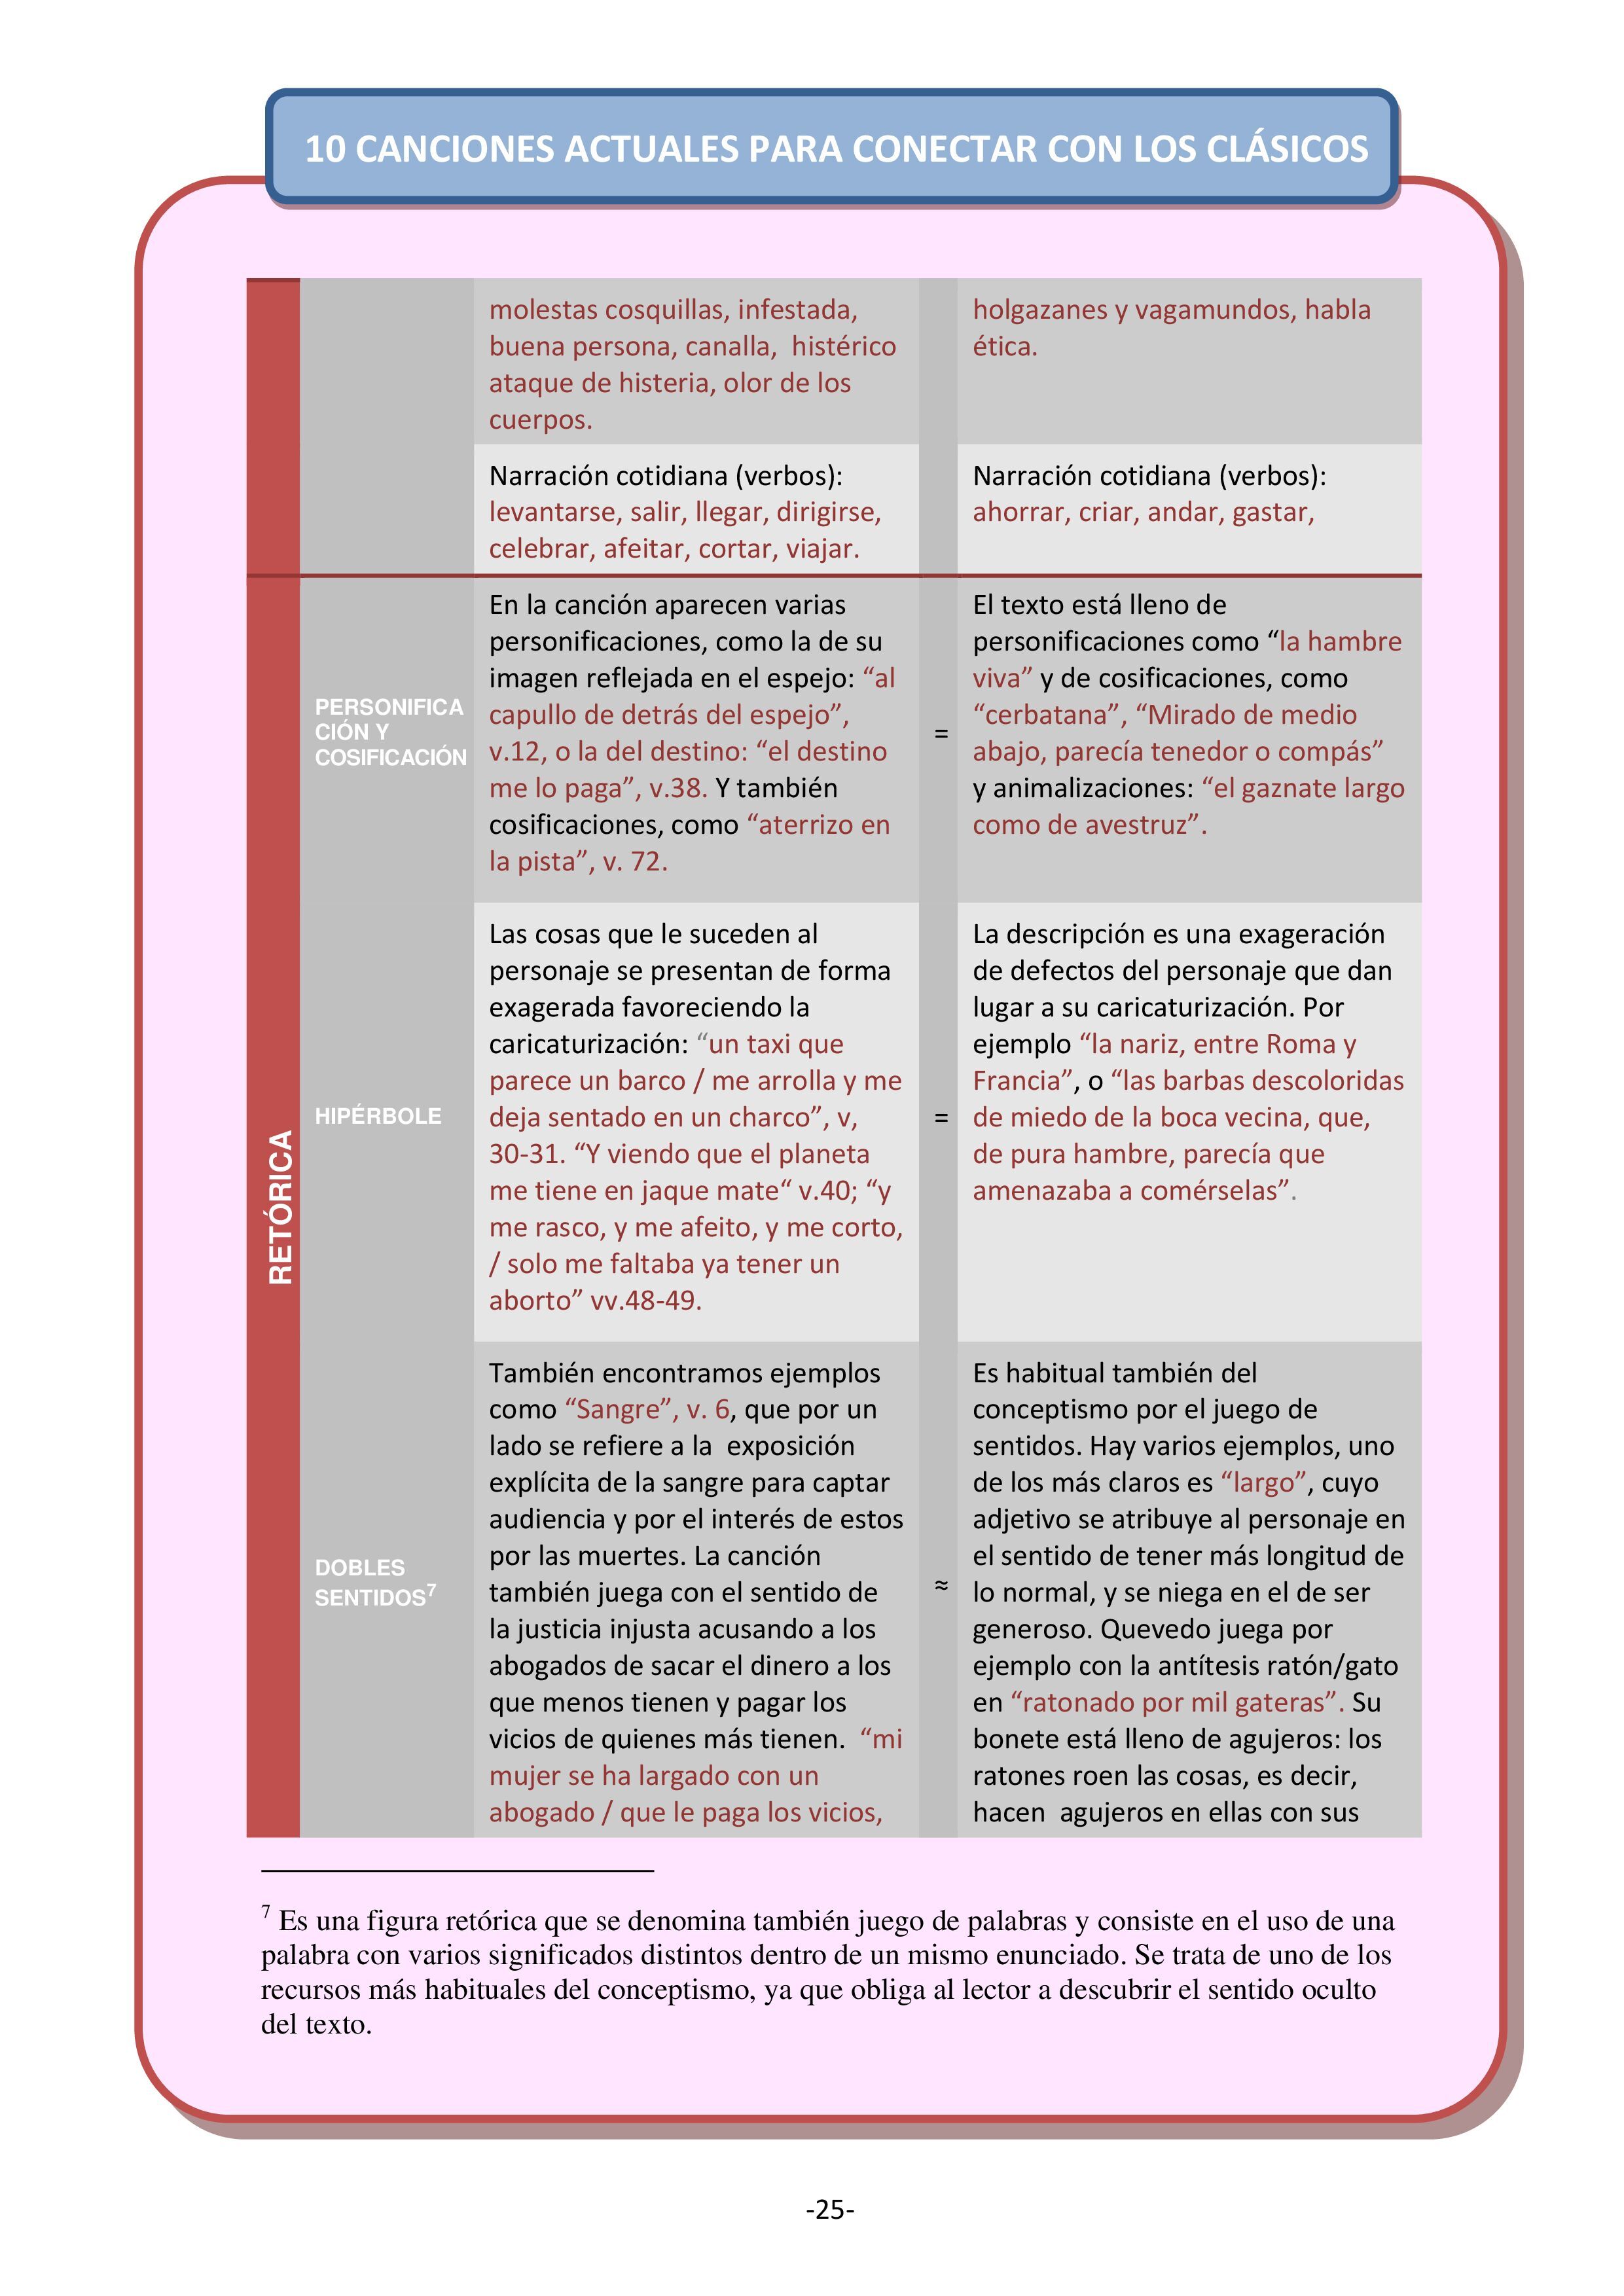 10 CANCIONES ACTUALES PARA CONECTAR CON LOS CLÁSICOS
molestas cosquillas, infestada,
buena persona, canalla,  histérico
ataque de histeria, olor de los
cuerpos.
holgazanes y vagamundos, habla
ética.
Narración cotidiana (verbos):
levantarse, salir, llegar, dirigirse,
celebrar, afeitar, cortar, viajar.
Narración cotidiana (verbos):
ahorrar, criar, andar, gastar,
RETÓRICA
PERSONIFICA
CIÓN Y
COSIFICACIÓN
En la canción aparecen varias
personificaciones, como la de su
imagen reflejada en el espejo: “al
capullo de detrás del espejo”,
v.12, o la del destino: “el destino
me lo paga”, v.38. Y también
cosificaciones, como “aterrizo en
la pista”, v. 72.
=
El texto está lleno de
personificaciones como “la hambre
viva” y de cosificaciones, como
“cerbatana”, “Mirado de medio
abajo, parecía tenedor o compás”
y animalizaciones: “el gaznate largo
como de avestruz”.
HIPÉRBOLE
Las cosas que le suceden al
personaje se presentan de forma
exagerada favoreciendo la
caricaturización: “un taxi que
parece un barco / me arrolla y me
deja sentado en un charco”, v,
30-31. “Y viendo que el planeta
me tiene en jaque mate“ v.40; “y
me rasco, y me afeito, y me corto,
/ solo me faltaba ya tener un
aborto” vv.48-49.
=
La descripción es una exageración
de defectos del personaje que dan
lugar a su caricaturización. Por
ejemplo “la nariz, entre Roma y
Francia”, o “las barbas descoloridas
de miedo de la boca vecina, que,
de pura hambre, parecía que
amenazaba a comérselas”.
DOBLES
SENTIDOS7
También encontramos ejemplos
como “Sangre”, v. 6, que por un
lado se refiere a la  exposición
explícita de la sangre para captar
audiencia y por el interés de estos
por las muertes. La canción
también juega con el sentido de
la justicia injusta acusando a los
abogados de sacar el dinero a los
que menos tienen y pagar los
vicios de quienes más tienen.  “mi
mujer se ha largado con un
abogado / que le paga los vicios,
≈
Es habitual también del
conceptismo por el juego de
sentidos. Hay varios ejemplos, uno
de los más claros es “largo”, cuyo
adjetivo se atribuye al personaje en
el sentido de tener más longitud de
lo normal, y se niega en el de ser
generoso. Quevedo juega por
ejemplo con la antítesis ratón/gato
en “ratonado por mil gateras”. Su
bonete está lleno de agujeros: los
ratones roen las cosas, es decir,
hacen  agujeros en ellas con sus
7 Es una figura retórica que se denomina también juego de palabras y consiste en el uso de una
palabra con varios significados distintos dentro de un mismo enunciado. Se trata de uno de los
recursos más habituales del conceptismo, ya que obliga al lector a descubrir el sentido oculto
del texto.
-25-